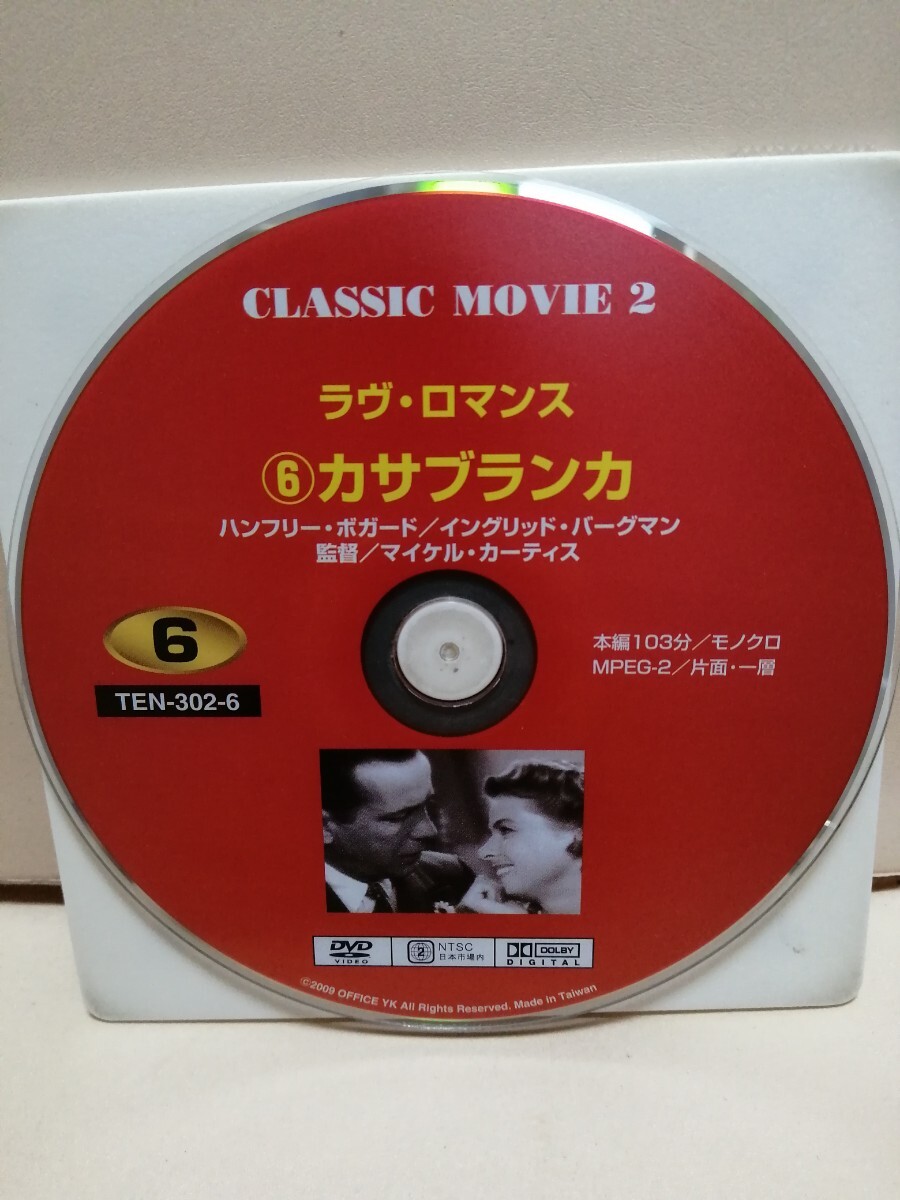 CLASSIC MOVIE 2
ラヴ・ロマンス
⑥カサブランカ
ハンフリー・ボガード／イングリッド・バーグマン
監督／マイケル・カーティス
6
TEN-302-6
本編103分／モノクロ
MPEG-2／片面・一層
DVD
VIDEO
2
NTSC
日本市場内
DOLBY
DIGITAL
©2009 OFFICE YK All Rights Reserved. Made in Taiwan